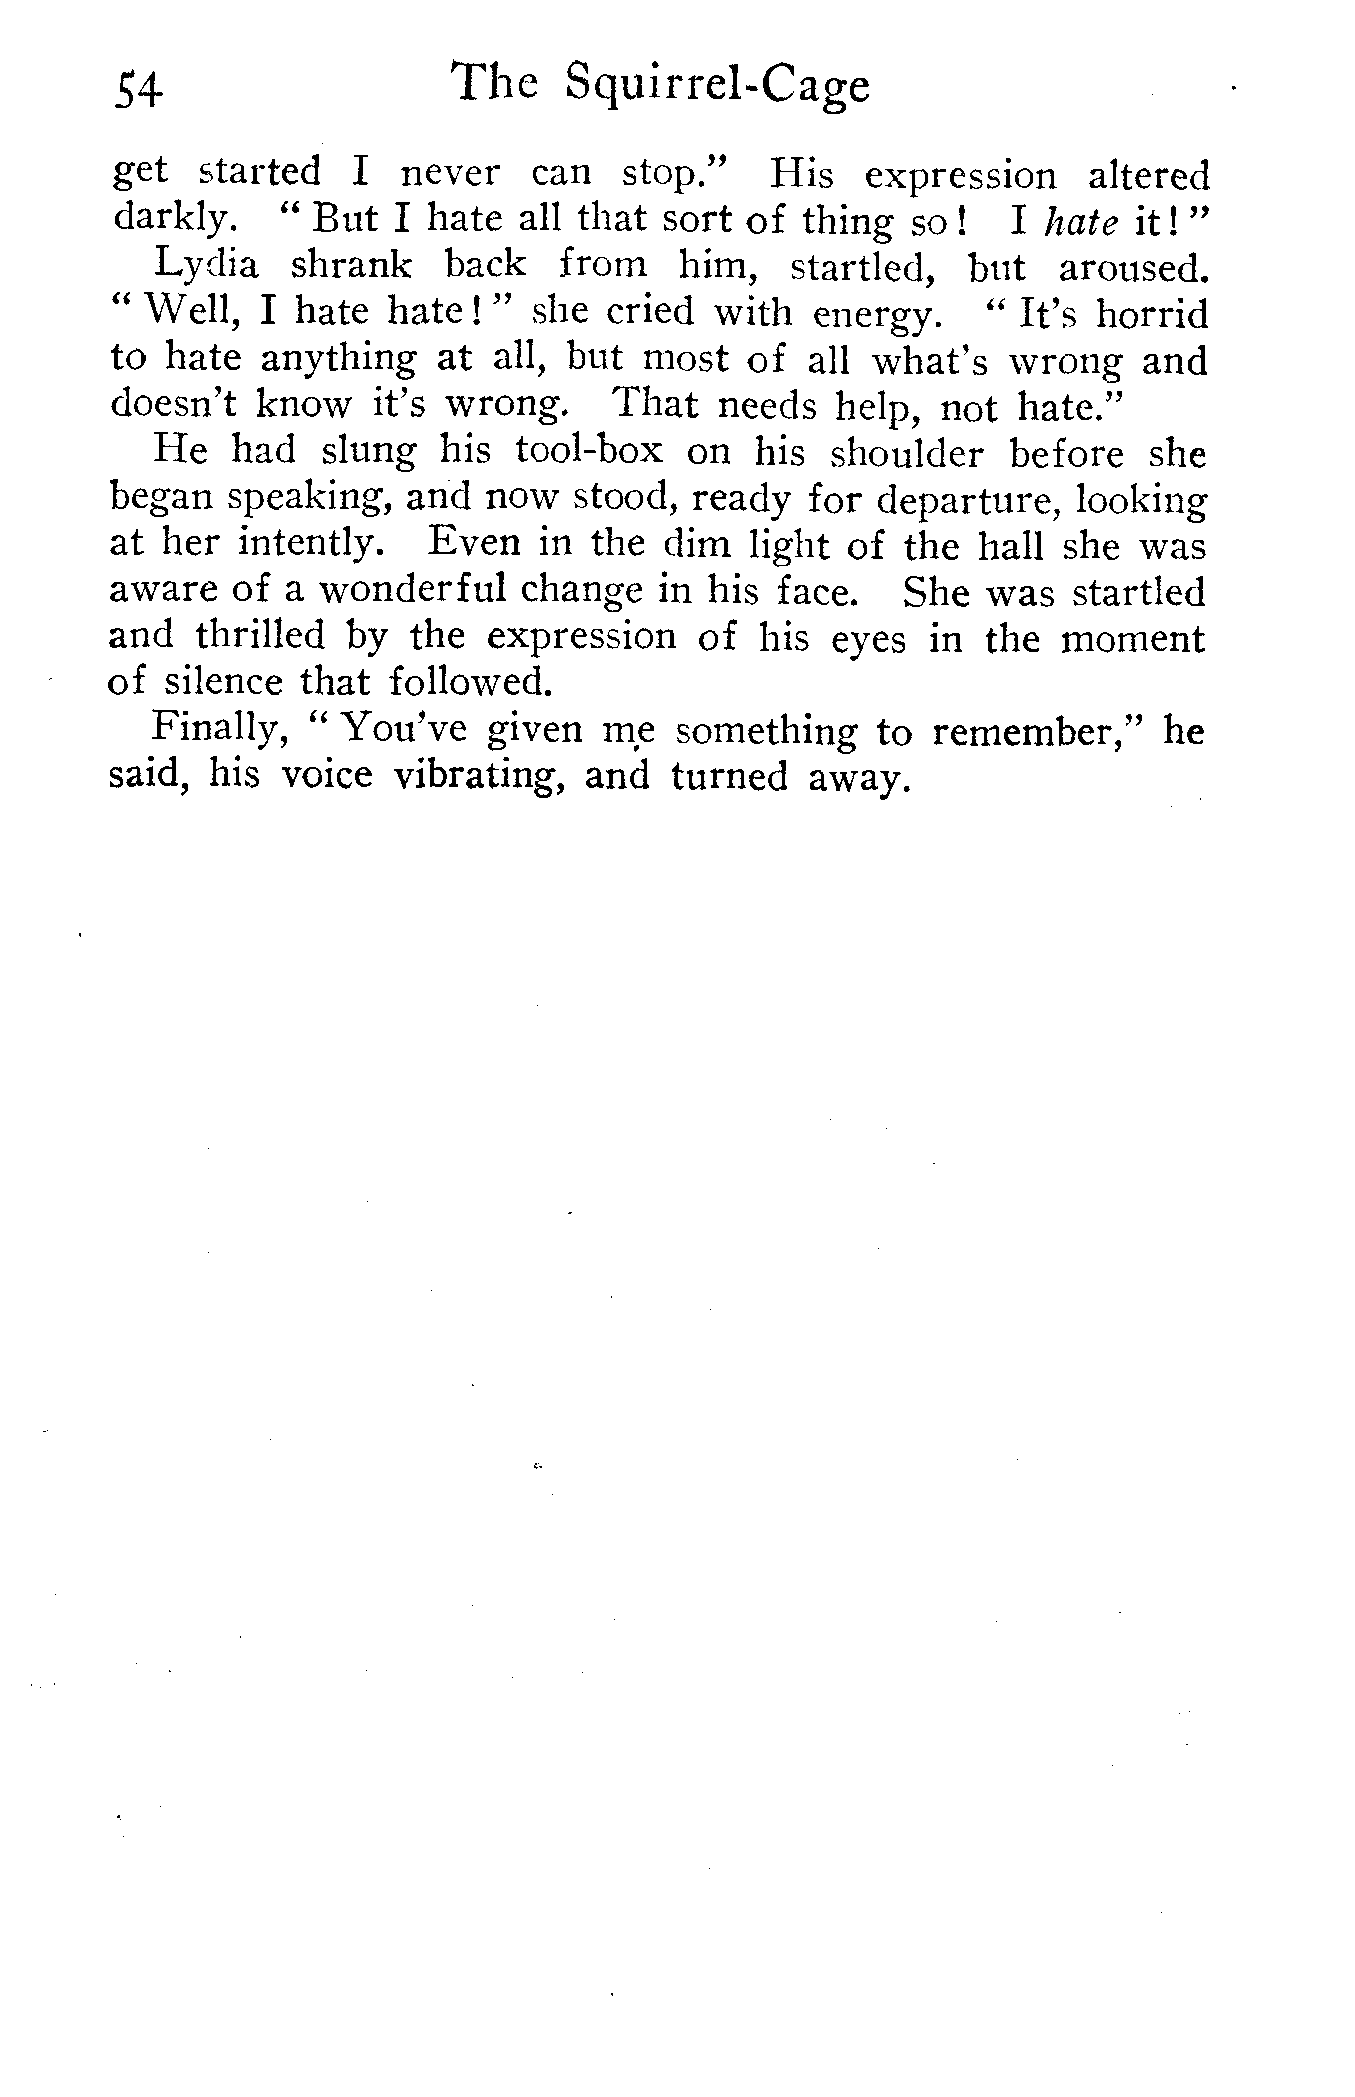 54 The Squirrel-Cage
get started I never can stop." His expression altered
darkly. " But I hate all that sort of thing so ! I hate it! "
Lydia shrank back from him, startled, but aroused.
" Well, I hate hate! " she cried with energy. " It's horrid
to hate anything at all, but most of all what's wrong and
doesn't know it's wrong. That needs help, not hate."
He had slung his tool-box on his shoulder before she
began speaking, and now stood, ready for departure, looking
at her intently. Even in the dim light of the hall she was
aware of a wonderful change in his face. She was startled
and thrilled by the expression of his eyes in the moment
of silence that followed.
Finally, " You've given me something to remember," he
said, his voice vibrating, and turned away.